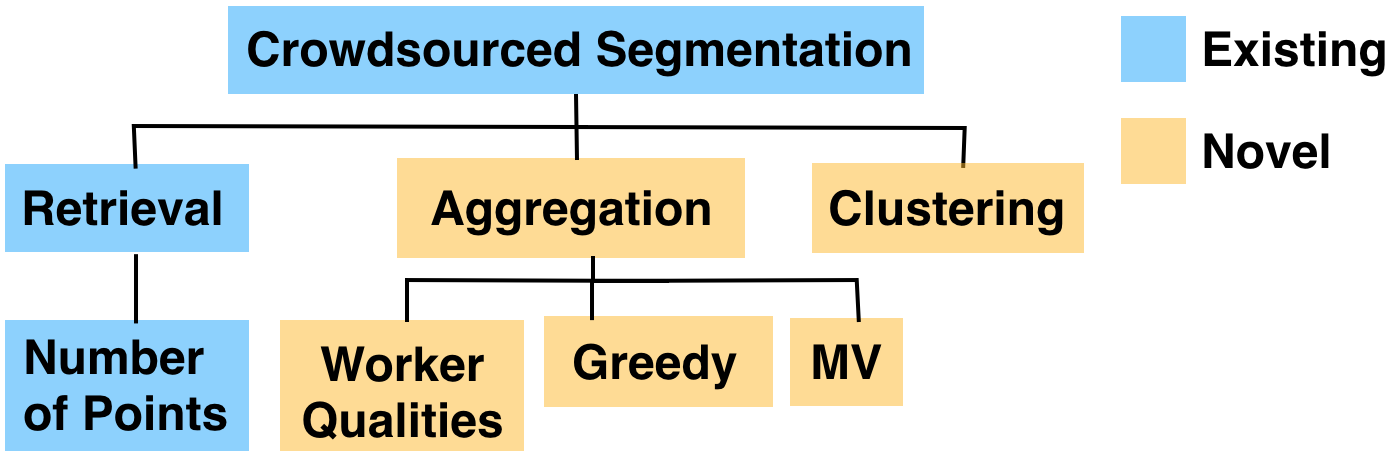 Crowdsourced Segmentation
Existing
Novel
Retrieval
Aggregation
Clustering
Number
of Points
Worker
Qualities
Greedy
MV